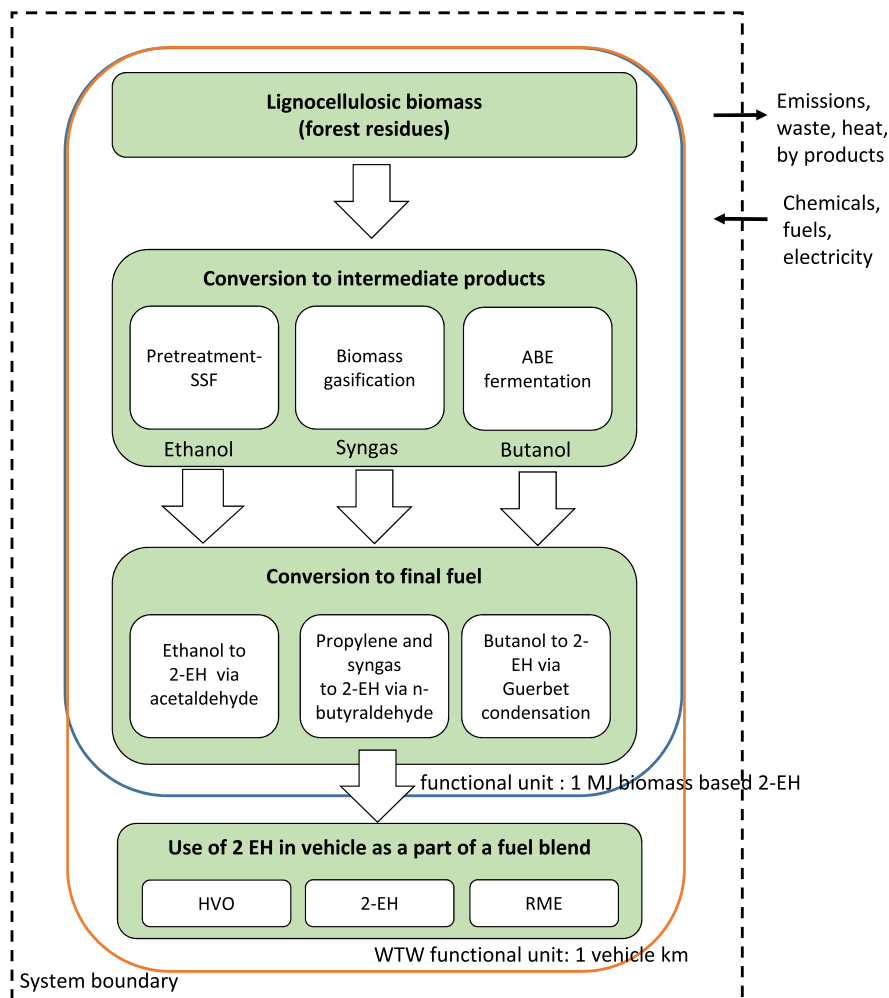 Lignocellulosic biomass
(forest residues)
Emissions,
waste, heat,
by products
Chemicals,
fuels,
electricity
Conversion to intermediate products
Pretreatment-
SSF
Biomass
gasification
ABE
fermentation
Ethanol
Syngas
Butanol
Conversion to final fuel
Ethanol to
2-EH via
acetaldehyde
Propylene and
syngas
to 2-EH via n-
butyraldehyde
Butanol to 2-
EH via
Guerbet
condensation
functional unit : 1 MJ biomass based 2-EH
Use of 2 EH in vehicle as a part of a fuel blend
HVO
2-EH
RME
WTW functional unit: 1 vehicle km
System boundary